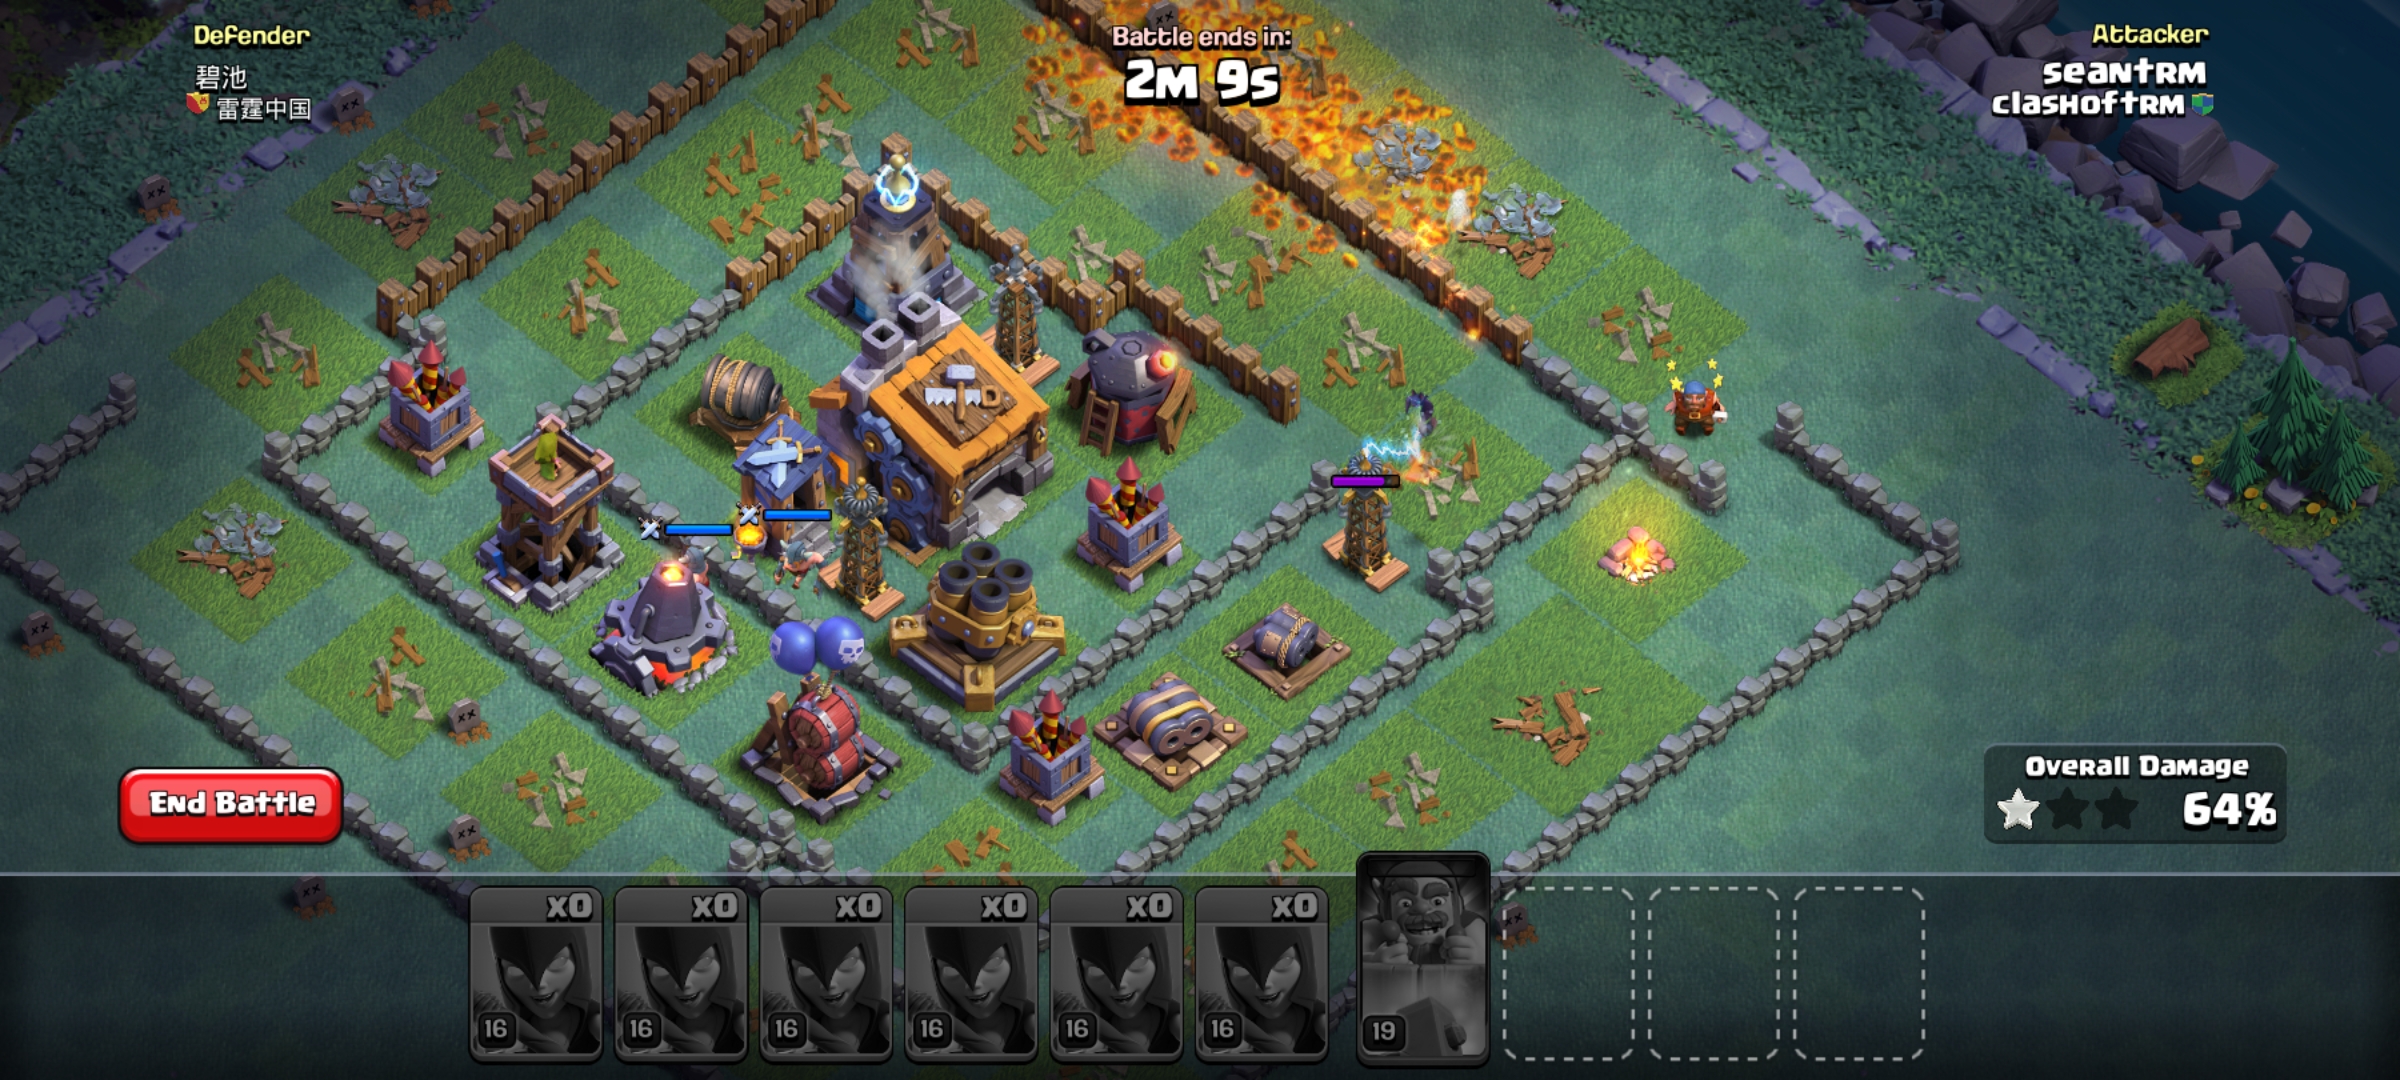 Defender
碧池
雷霆中国
Battle ends in:
2M 9s
Attacker
seantrm
clashoftrm
End Battle
Overall Damage
64%
x0
x0
x0
x0
x0
x0
16
16
16
16
16
16
19